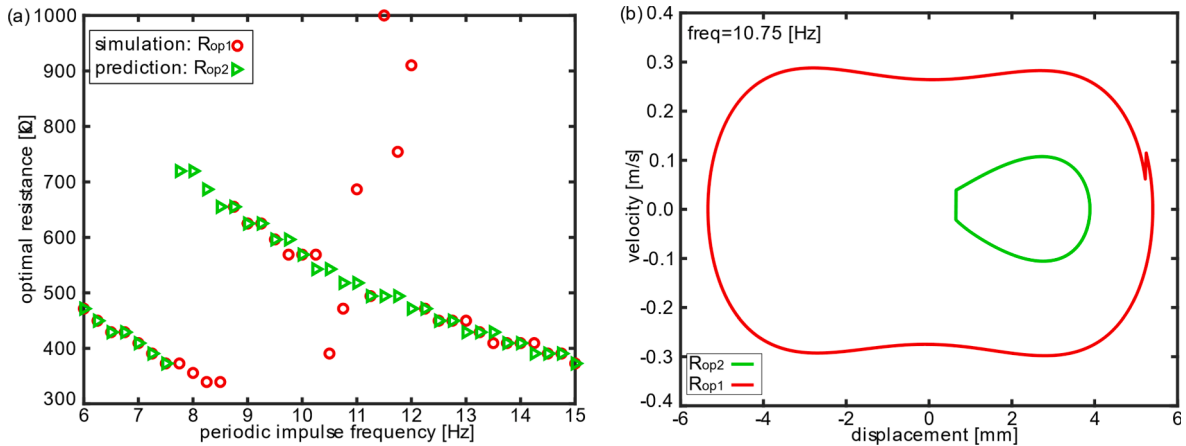 (a)
1000
900
800
700
600
500
400
300
optimal resistance [kΩ]
simulation: Rop1
prediction: Rop2
6 7 8 9 10 11 12 13 14 15
periodic impulse frequency [Hz]
(b)
0.4
0.3
0.2
0.1
0.0
-0.1
-0.2
-0.3
-0.4
velocity [m/s]
freq=10.75 [Hz]
Rop2
Rop1
-6 -4 -2 0 2 4 6
displacement [mm]